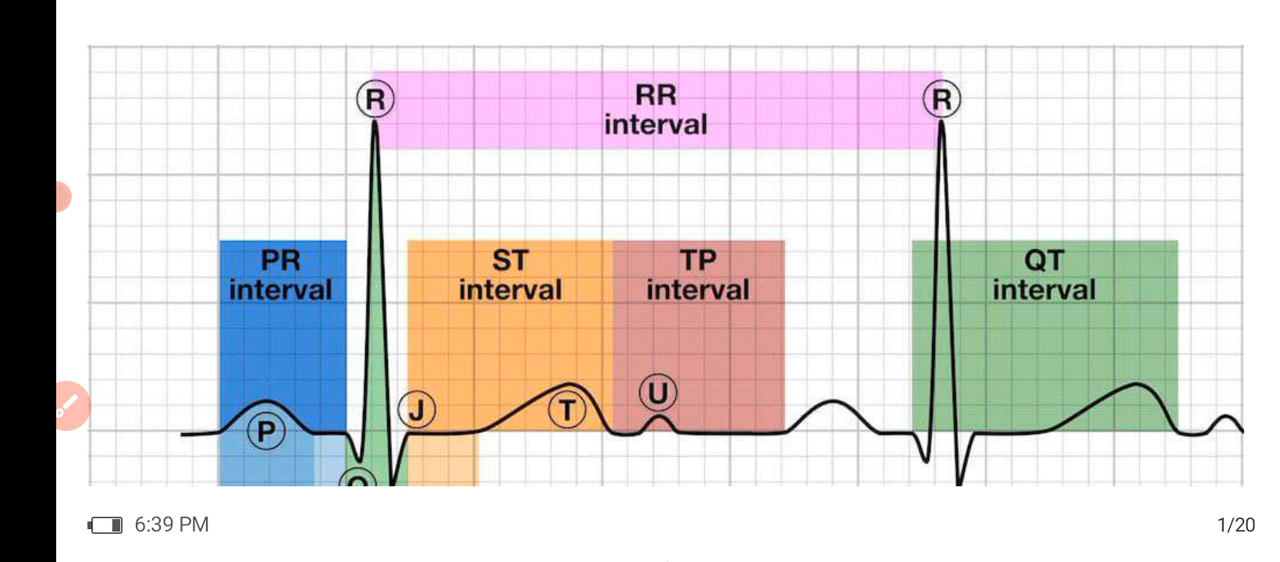 R
RR
interval
R
PR
interval
ST
interval
TP
interval
QT
interval
P
J
T
U
6:39 PM
1/20